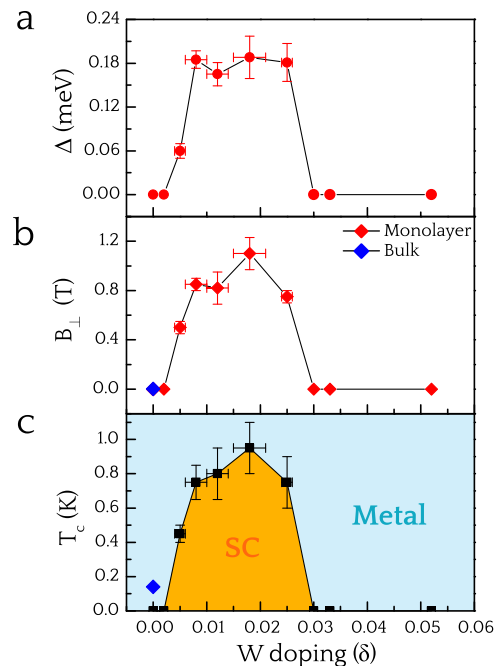 a
0.24
0.18
0.12
0.06
0.00
Δ (meV)
b
Monolayer
Bulk
1.2
0.8
0.4
0.0
B⊥ (T)
c
1.0
0.8
0.6
0.4
0.2
0.0
T_c (K)
Metal
SC
0.00 0.01 0.02 0.03 0.04 0.05 0.06
W doping (δ)